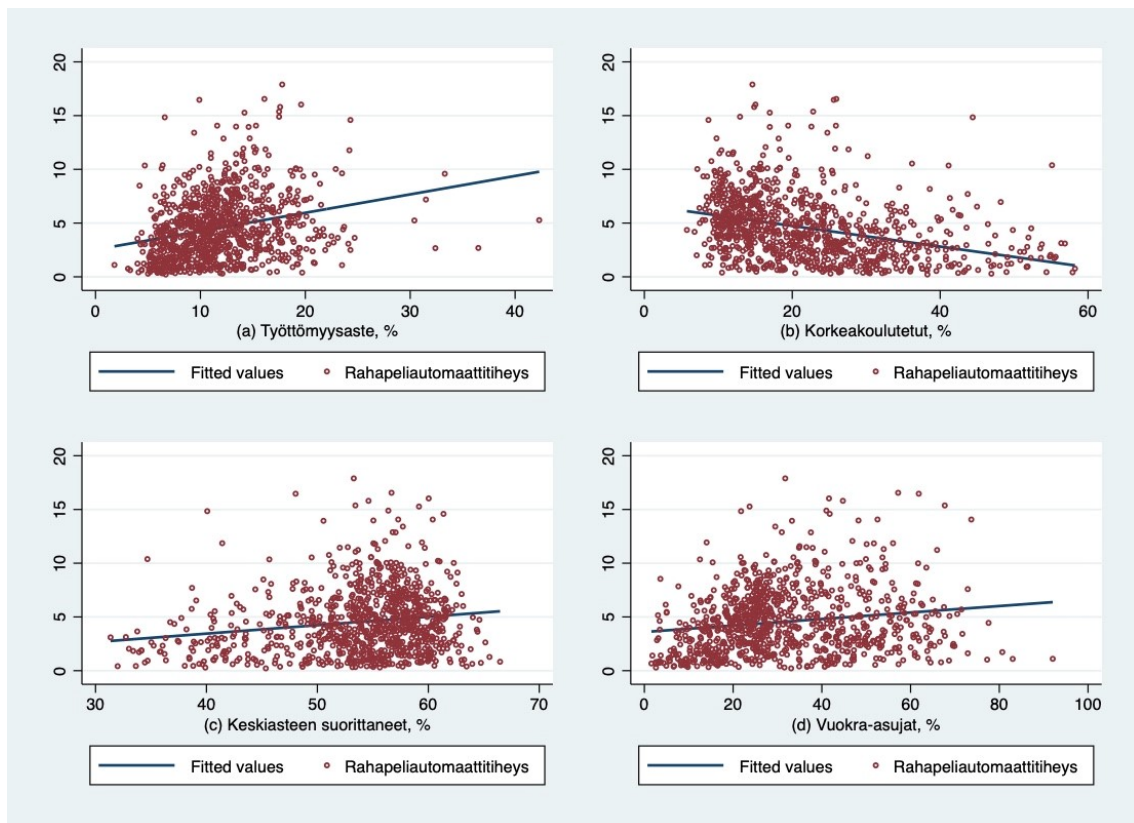 20
15
10
5
0
0 10 20 30 40
(a) Työttömyysaste, %
Fitted values Rahapeliautomaattitiheys
20
15
10
5
0
0 20 40 60
(b) Korkeakoulutetut, %
Fitted values Rahapeliautomaattitiheys
20
15
10
5
0
30 40 50 60 70
(c) Keskiasteen suorittaneet, %
Fitted values Rahapeliautomaattitiheys
20
15
10
5
0
0 20 40 60 80 100
(d) Vuokra-asujat, %
Fitted values Rahapeliautomaattitiheys